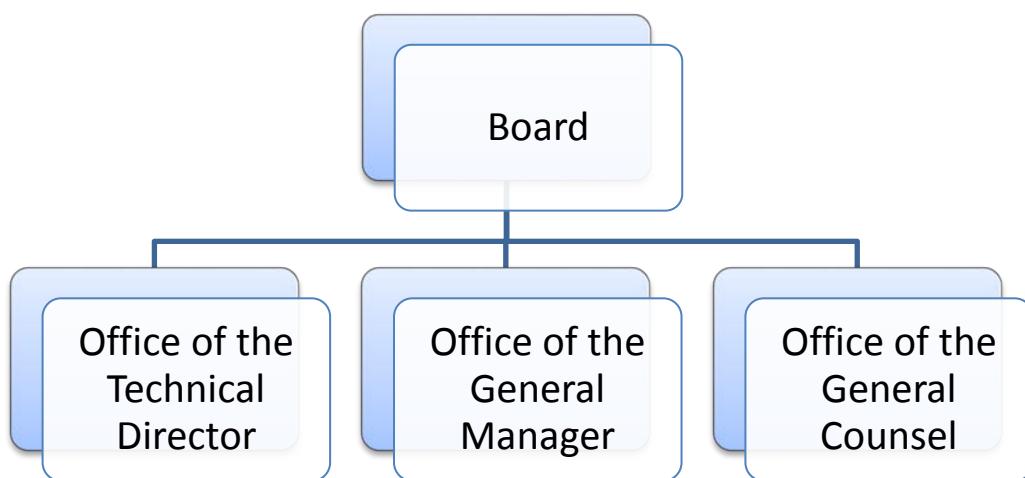 Board
Office of the
Technical
Director
Office of the
General
Manager
Office of the
General
Counsel